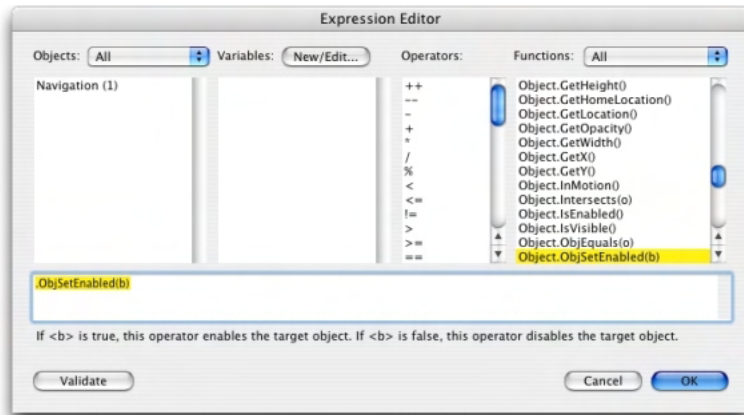 Expression Editor
Objects: All Variables: New/Edit... Operators: Functions: All
Navigation (1)
++
--
-
+
*
/
%
<
<=
!=
>
>=
==
Object.GetHeight()
Object.GetHomeLocation()
Object.GetLocation()
Object.GetOpacity()
Object.GetWidth()
Object.GetX()
Object.GetY()
Object.InMotion()
Object.Intersects(o)
Object.IsEnabled()
Object.IsVisible()
Object.ObjEquals(o)
Object.ObjSetEnabled(b)
.ObjSetEnabled(b)
If <b> is true, this operator enables the target object. If <b> is false, this operator disables the target object.
Validate Cancel OK